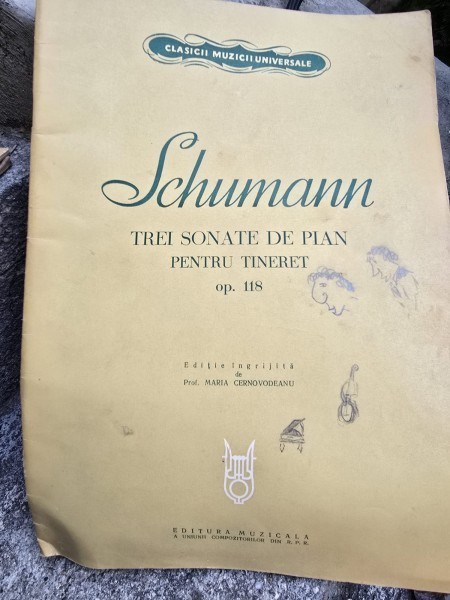 CLASICII MUZICII UNIVERSALE
Schumann
TREI SONATE DE PIAN
PENTRU TINERET
op. 118
Ediție îngrijită
de
Prof. MARIA CERNOVODEANU
EDITURA MUZICALA
A UNIUNII COMPOZITORILOR DIN R. P. R.